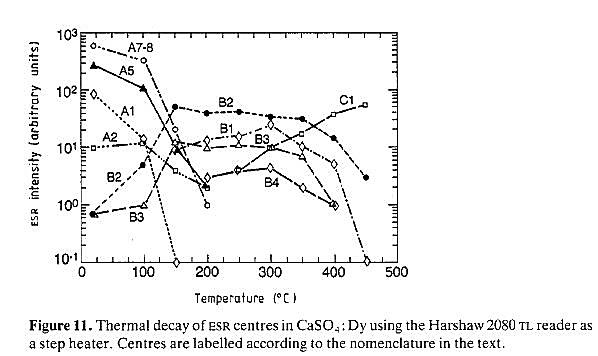 10³
10²
10¹
10⁰
10⁻¹
ESR intensity (arbitrary units)
A7-8
A5
A1
A2
B2
B3
B2
B1
B3
B4
C1
0 100 200 300 400 500
Temperature (°C)
Figure 11. Thermal decay of ESR centres in CaSO₄: Dy using the Harshaw 2080 TL reader as
a step heater. Centres are labelled according to the nomenclature in the text.